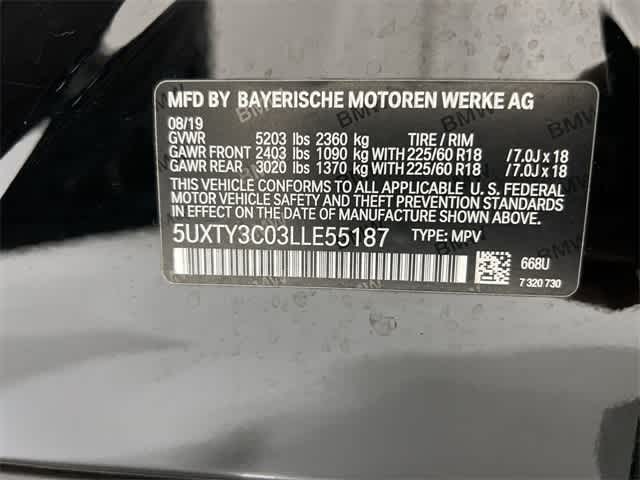 MFD BY BAYERISCHE MOTOREN WERKE AG
08/19
GVWR 5203 lbs 2360 kg TIRE / RIM
GAWR FRONT 2403 lbs 1090 kg WITH 225/60 R18 /7.0J x 18
GAWR REAR 3020 lbs 1370 kg WITH 225/60 R18 /7.0J x 18
THIS VEHICLE CONFORMS TO ALL APPLICABLE U.S. FEDERAL
MOTOR VEHICLE SAFETY AND THEFT PREVENTION STANDARDS
IN EFFECT ON THE DATE OF MANUFACTURE SHOWN ABOVE.
5UXTY3C03LLE55187 TYPE: MPV
668U
7 320 730